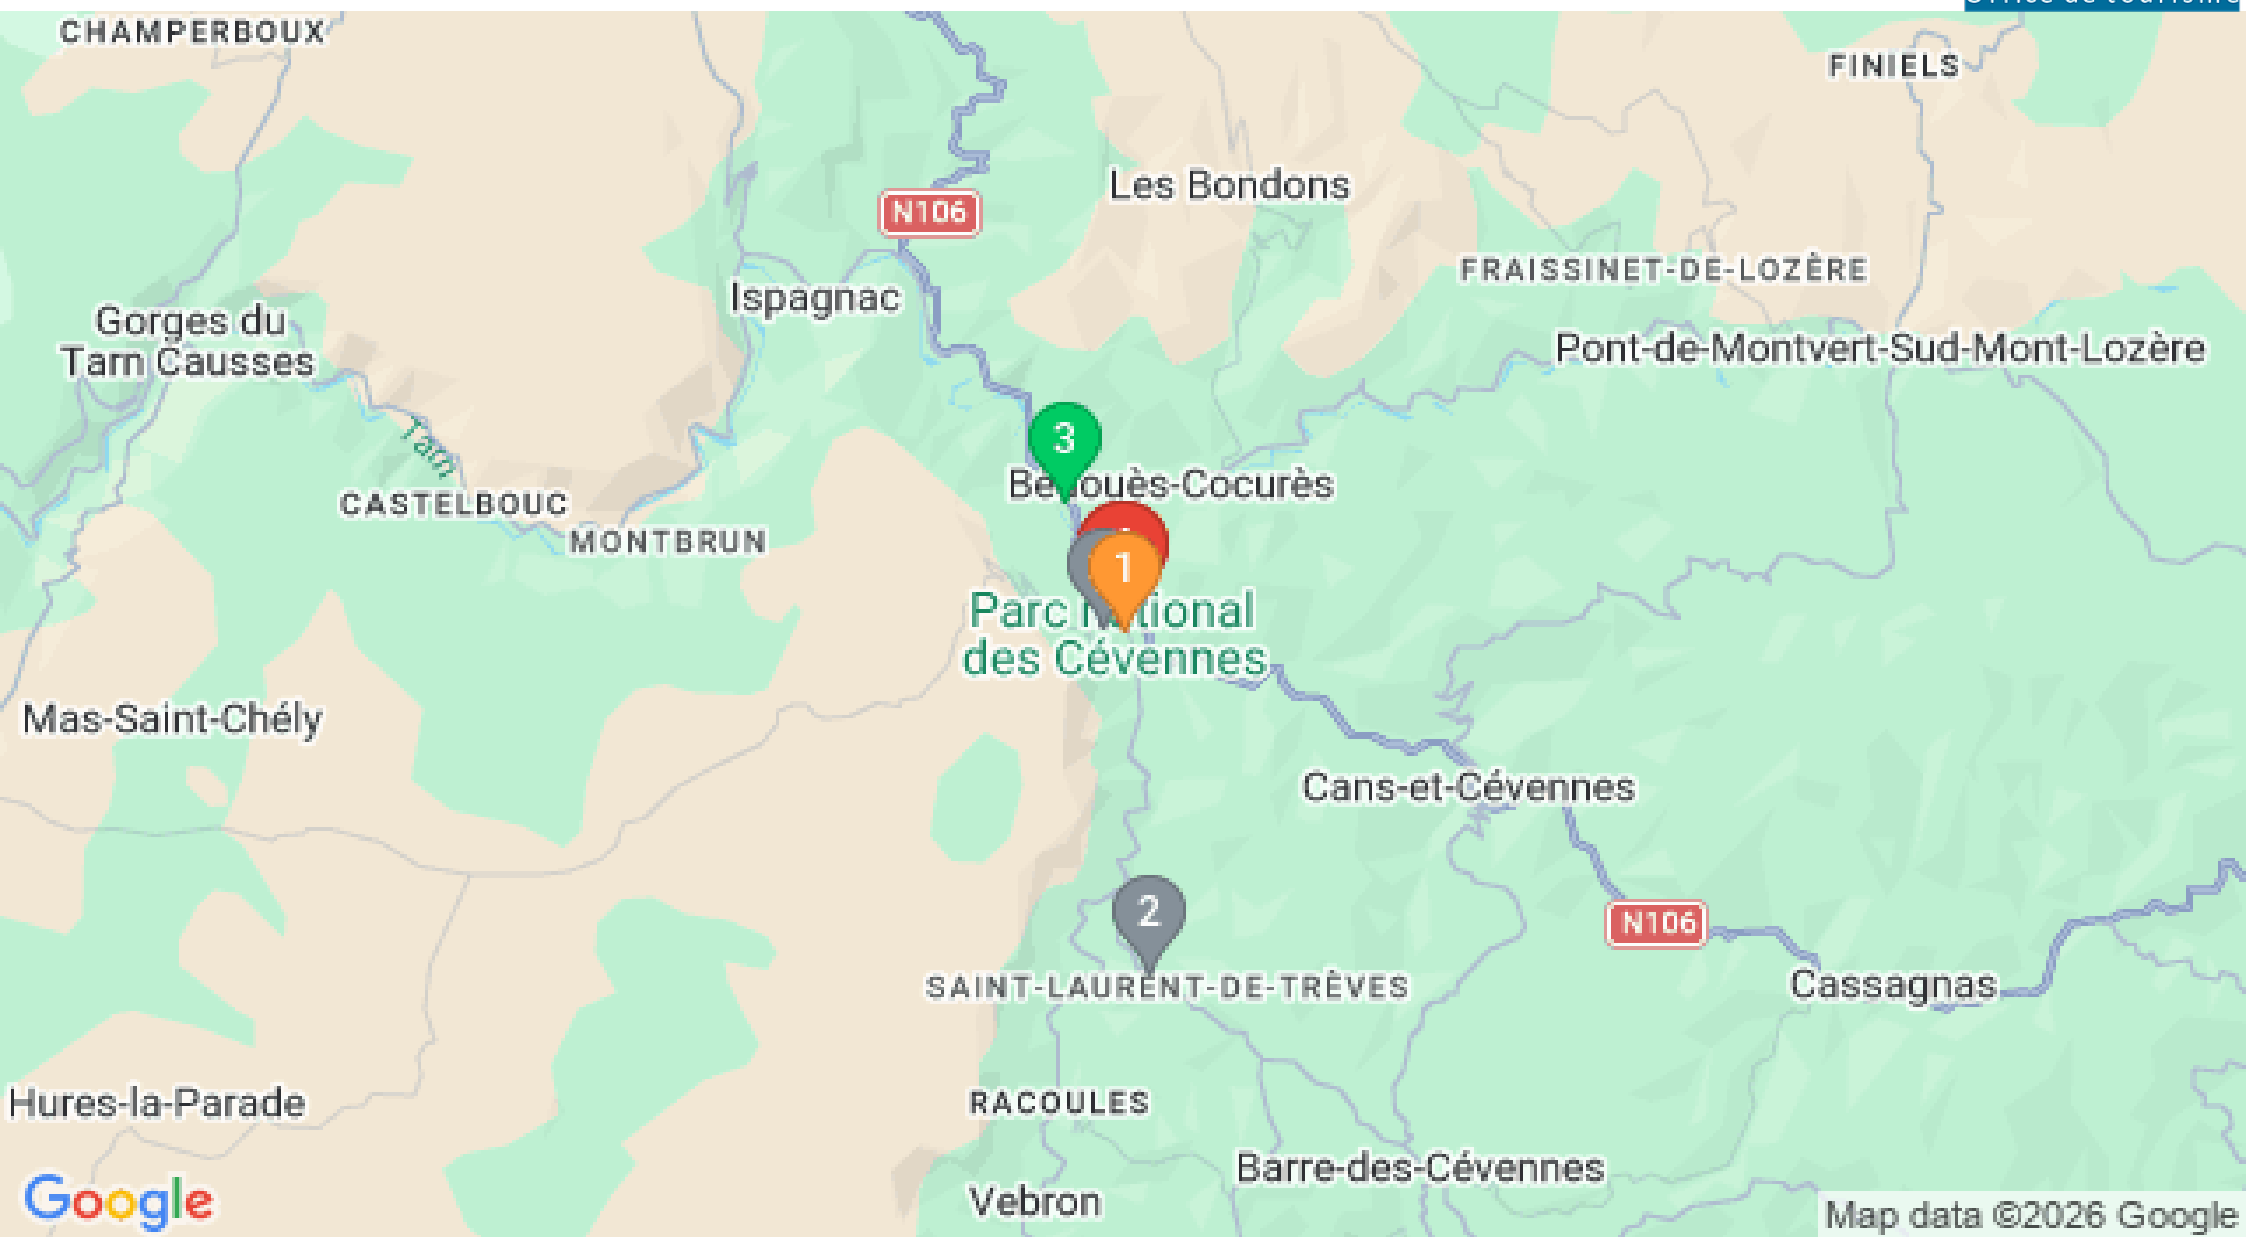 CHAMPERBOUX
FINIELS
Les Bondons
N106
FRAISSINET-DE-LOZÈRE
Ispagnac
Gorges du
Tarn Causses
Pont-de-Montvert-Sud-Mont-Lozère
Tarn
3
CASTELBOUC
MONTBRUN
1
Parc
des Cévennes
Mas-Saint-Chély
Cans-et-Cévennes
2
N106
SAINT-LAURENT-DE-TRÈVES
Cassagnas
RACOULES
Hures-la-Parade
Barre-des-Cévennes
Vebron
Google
Map data ©2026 Google